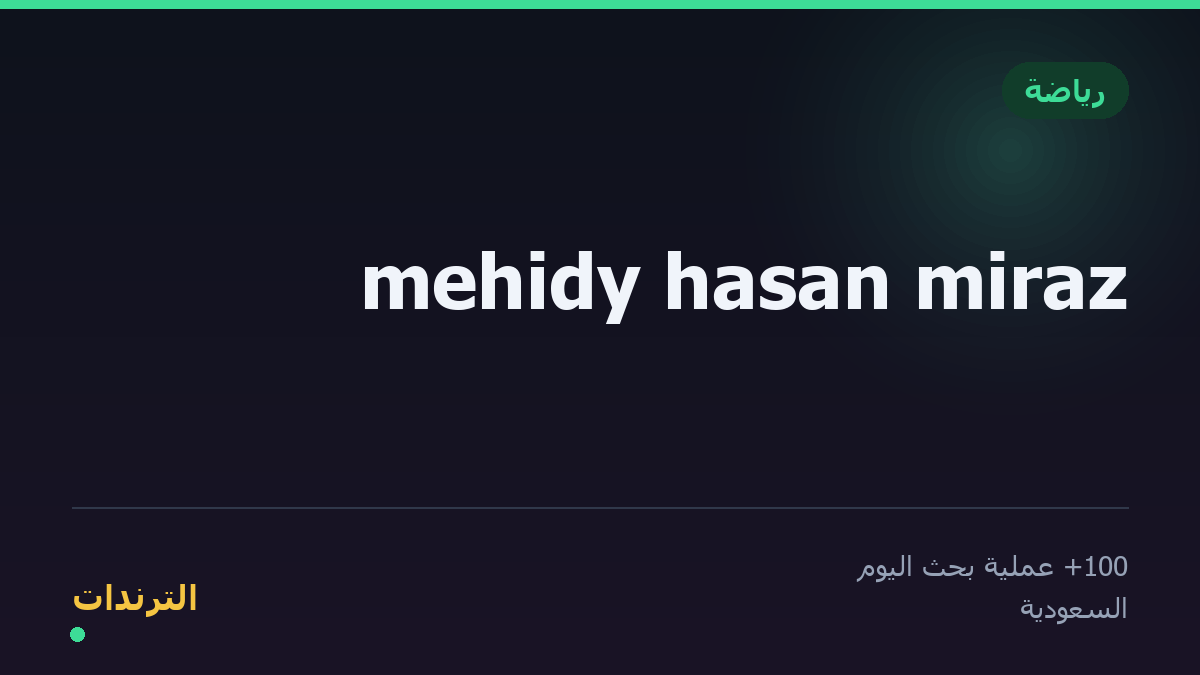 رياضة
mehidy hasan miraz
100+ عملية بحث اليوم
السعودية
الترندات